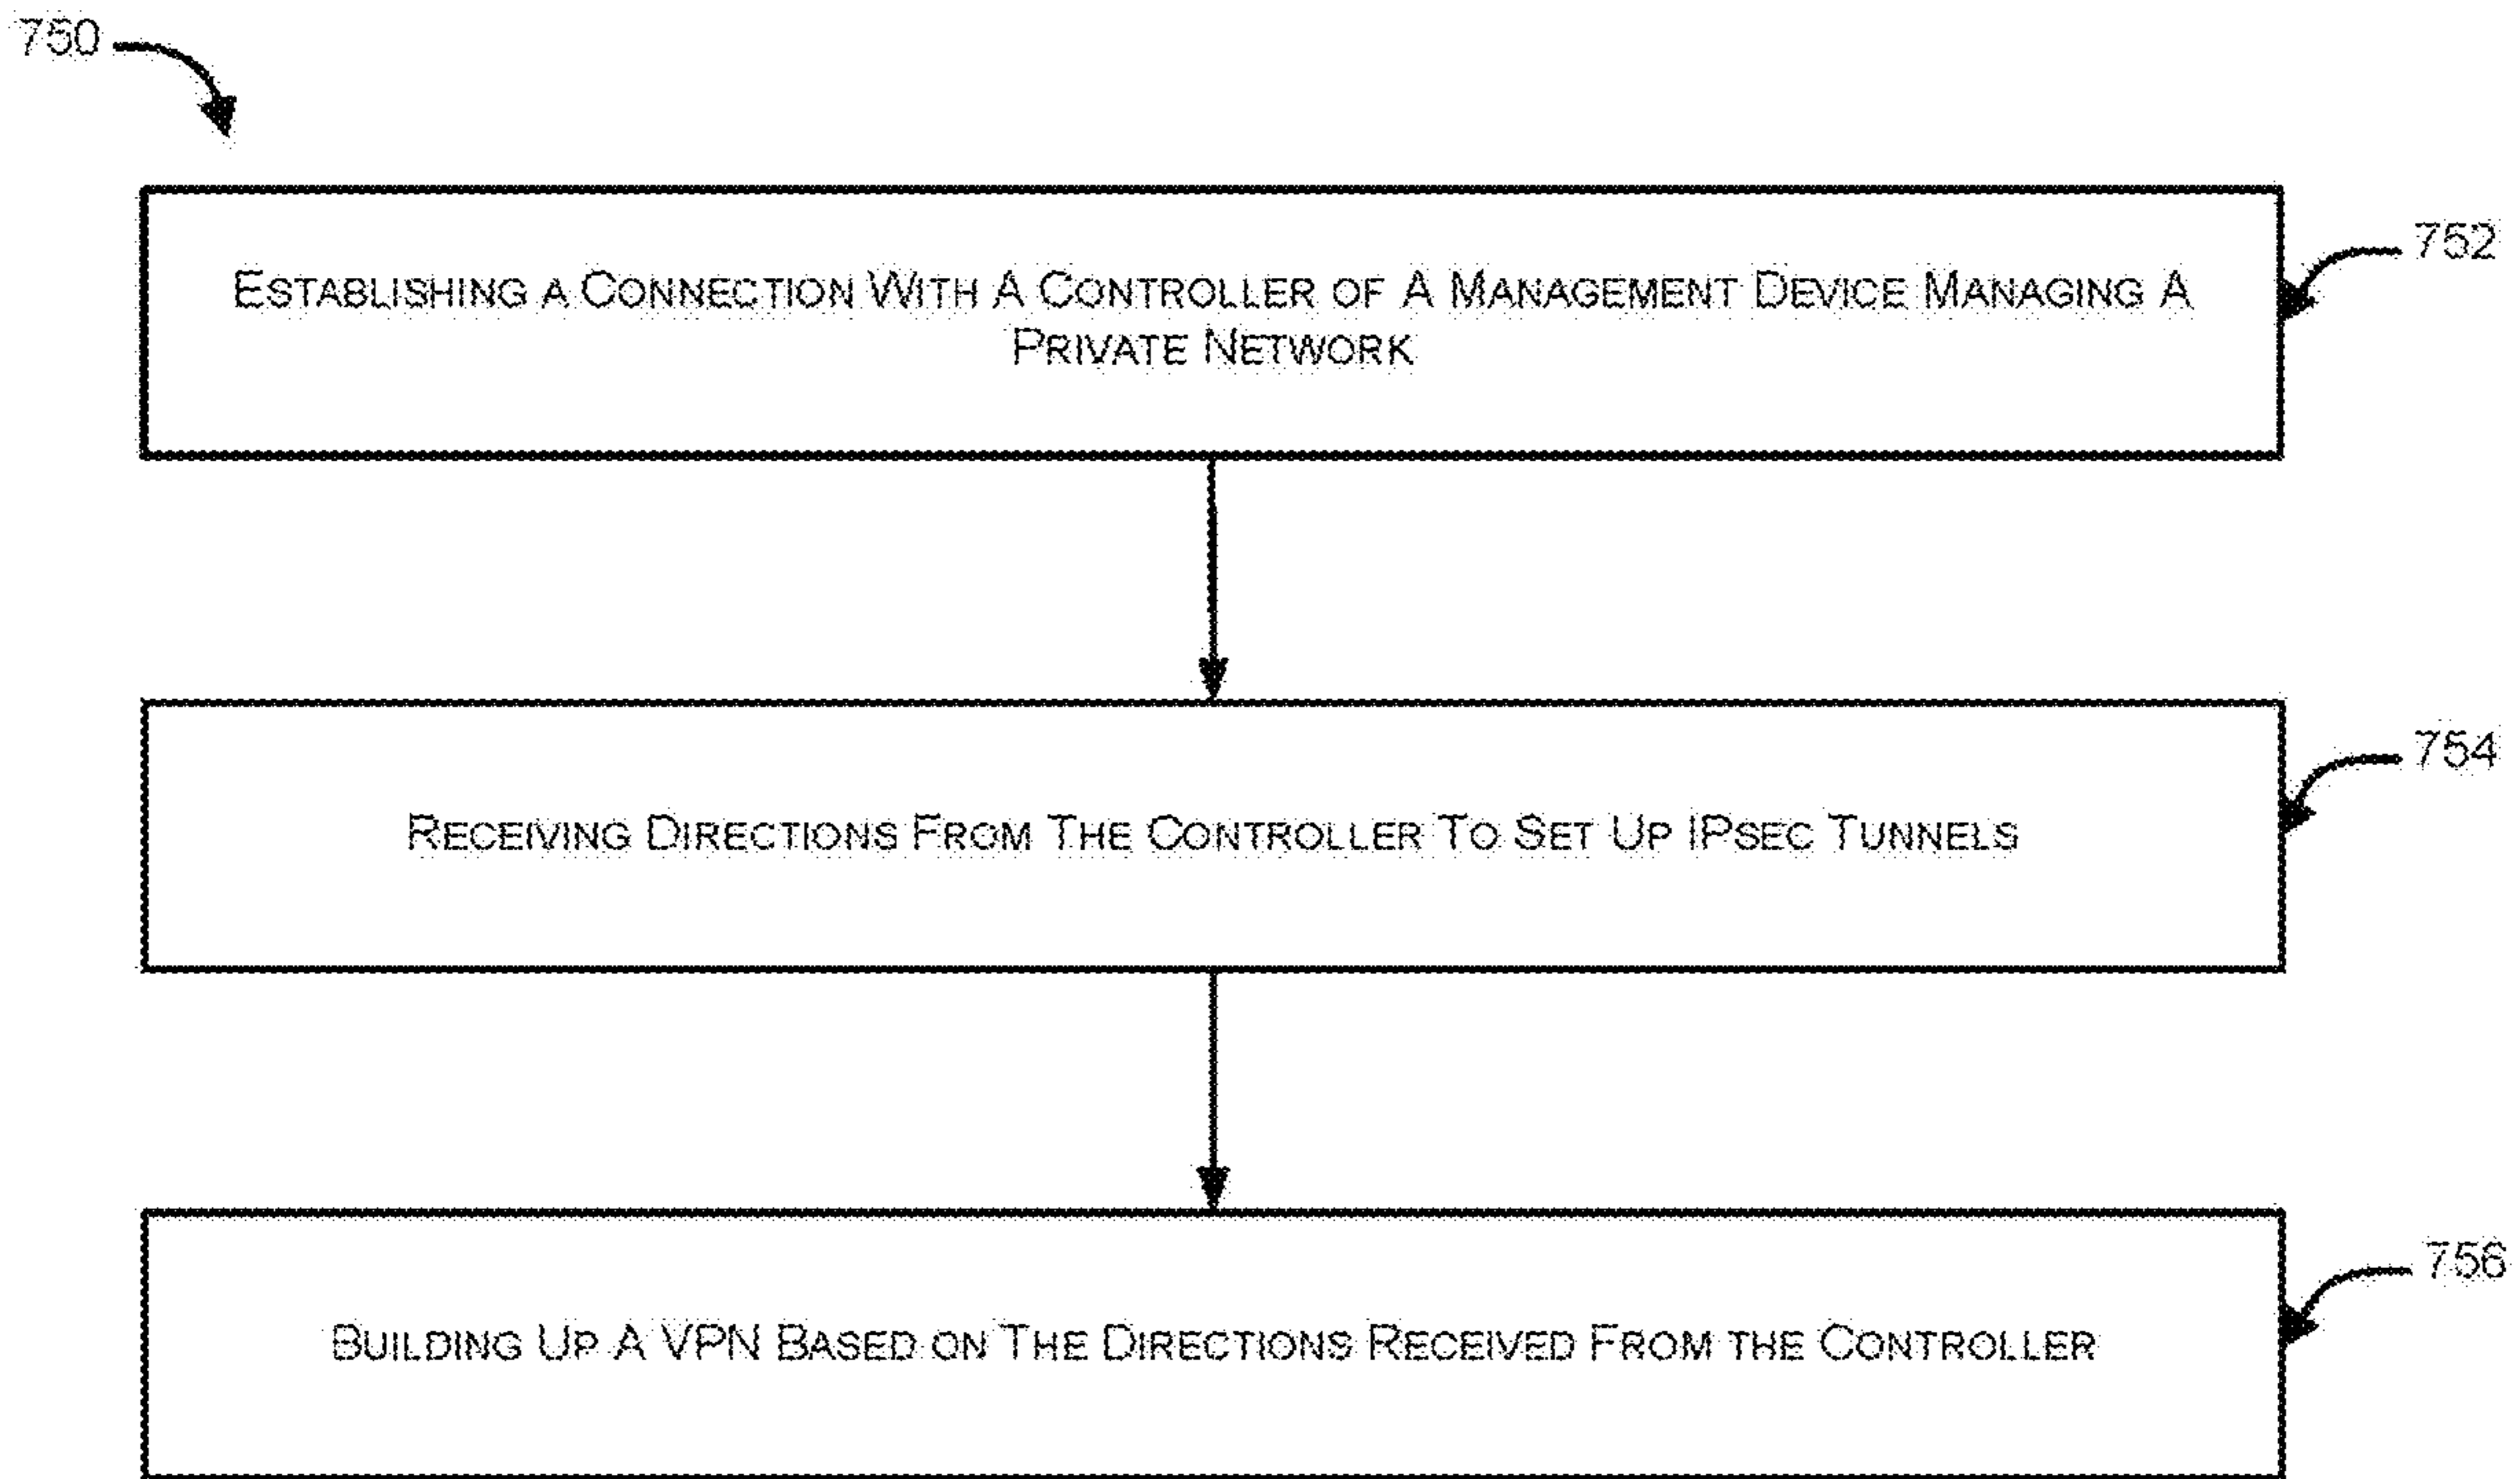 750
752
ESTABLISHING A CONNECTION WITH A CONTROLLER OF A MANAGEMENT DEVICE MANAGING A
PRIVATE NETWORK
754
RECEIVING DIRECTIONS FROM THE CONTROLLER TO SET UP IPSEC TUNNELS
756
BUILDING UP A VPN BASED ON THE DIRECTIONS RECEIVED FROM THE CONTROLLER